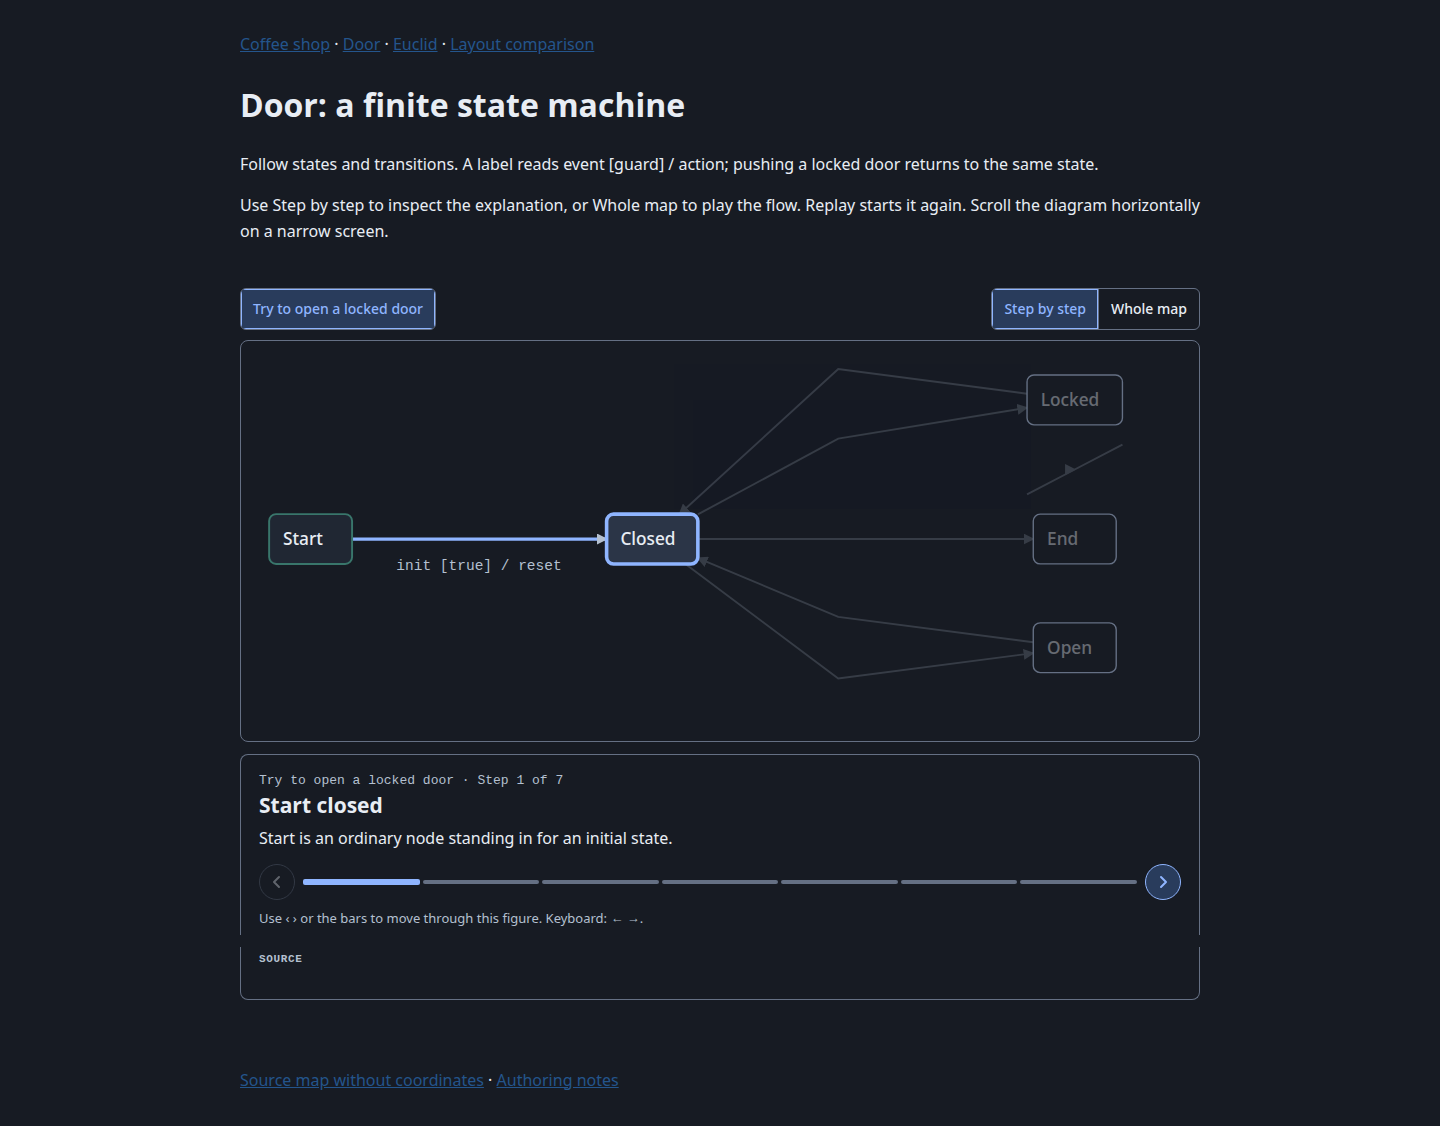 Coffee shop · Door · Euclid · Layout comparison
Door: a finite state machine
Follow states and transitions. A label reads event [guard] / action; pushing a locked door returns to the same state.
Use Step by step to inspect the explanation, or Whole map to play the flow. Replay starts it again. Scroll the diagram horizontally
on a narrow screen.
Try to open a locked door
Step by step
Whole map
Locked
Start
Closed
End
init [true] / reset
Open
Try to open a locked door · Step 1 of 7
Start closed
Start is an ordinary node standing in for an initial state.
Use ‹ › or the bars to move through this figure. Keyboard: ← →.
SOURCE
Source map without coordinates · Authoring notes